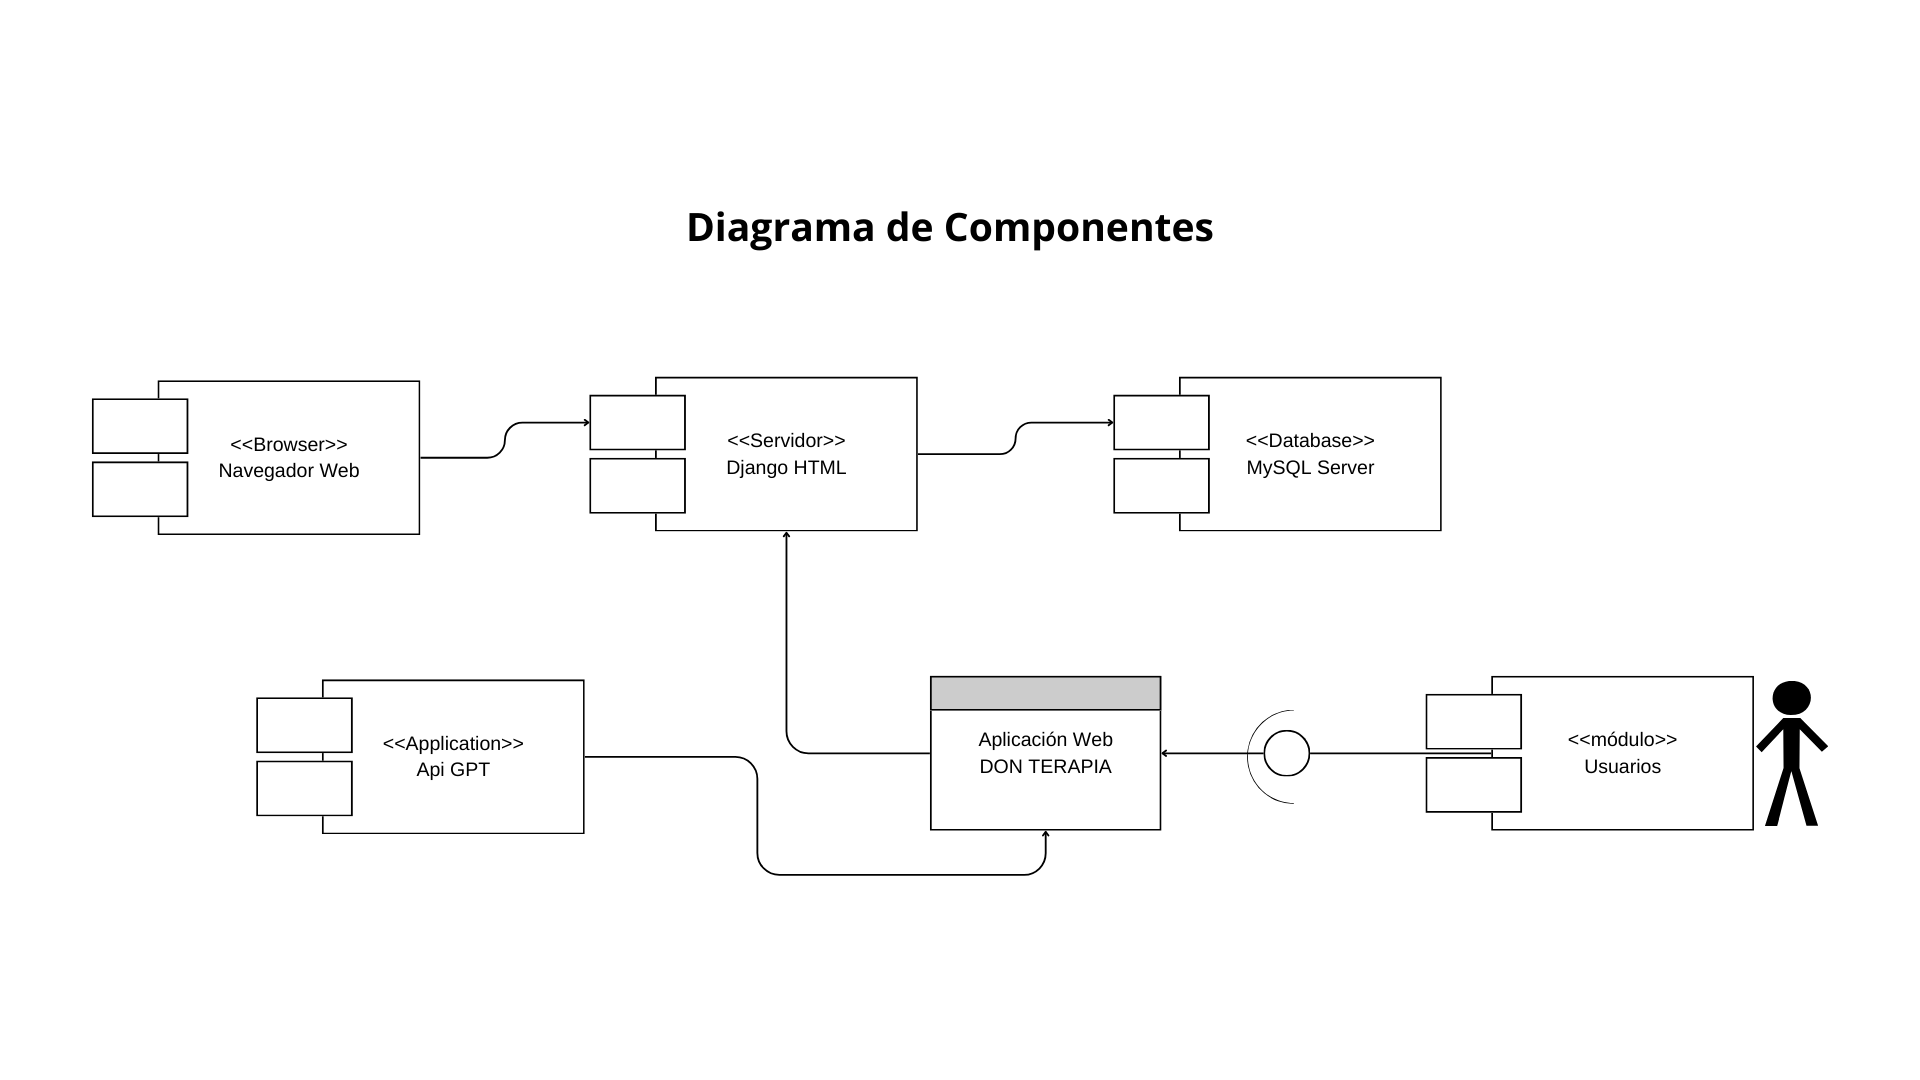 Diagrama de Componentes
<<Browser>>
Navegador Web
<<Servidor>>
Django HTML
<<Database>>
MySQL Server
<<Application>>
Api GPT
Aplicación Web
DON TERAPIA
<<módulo>>
Usuarios